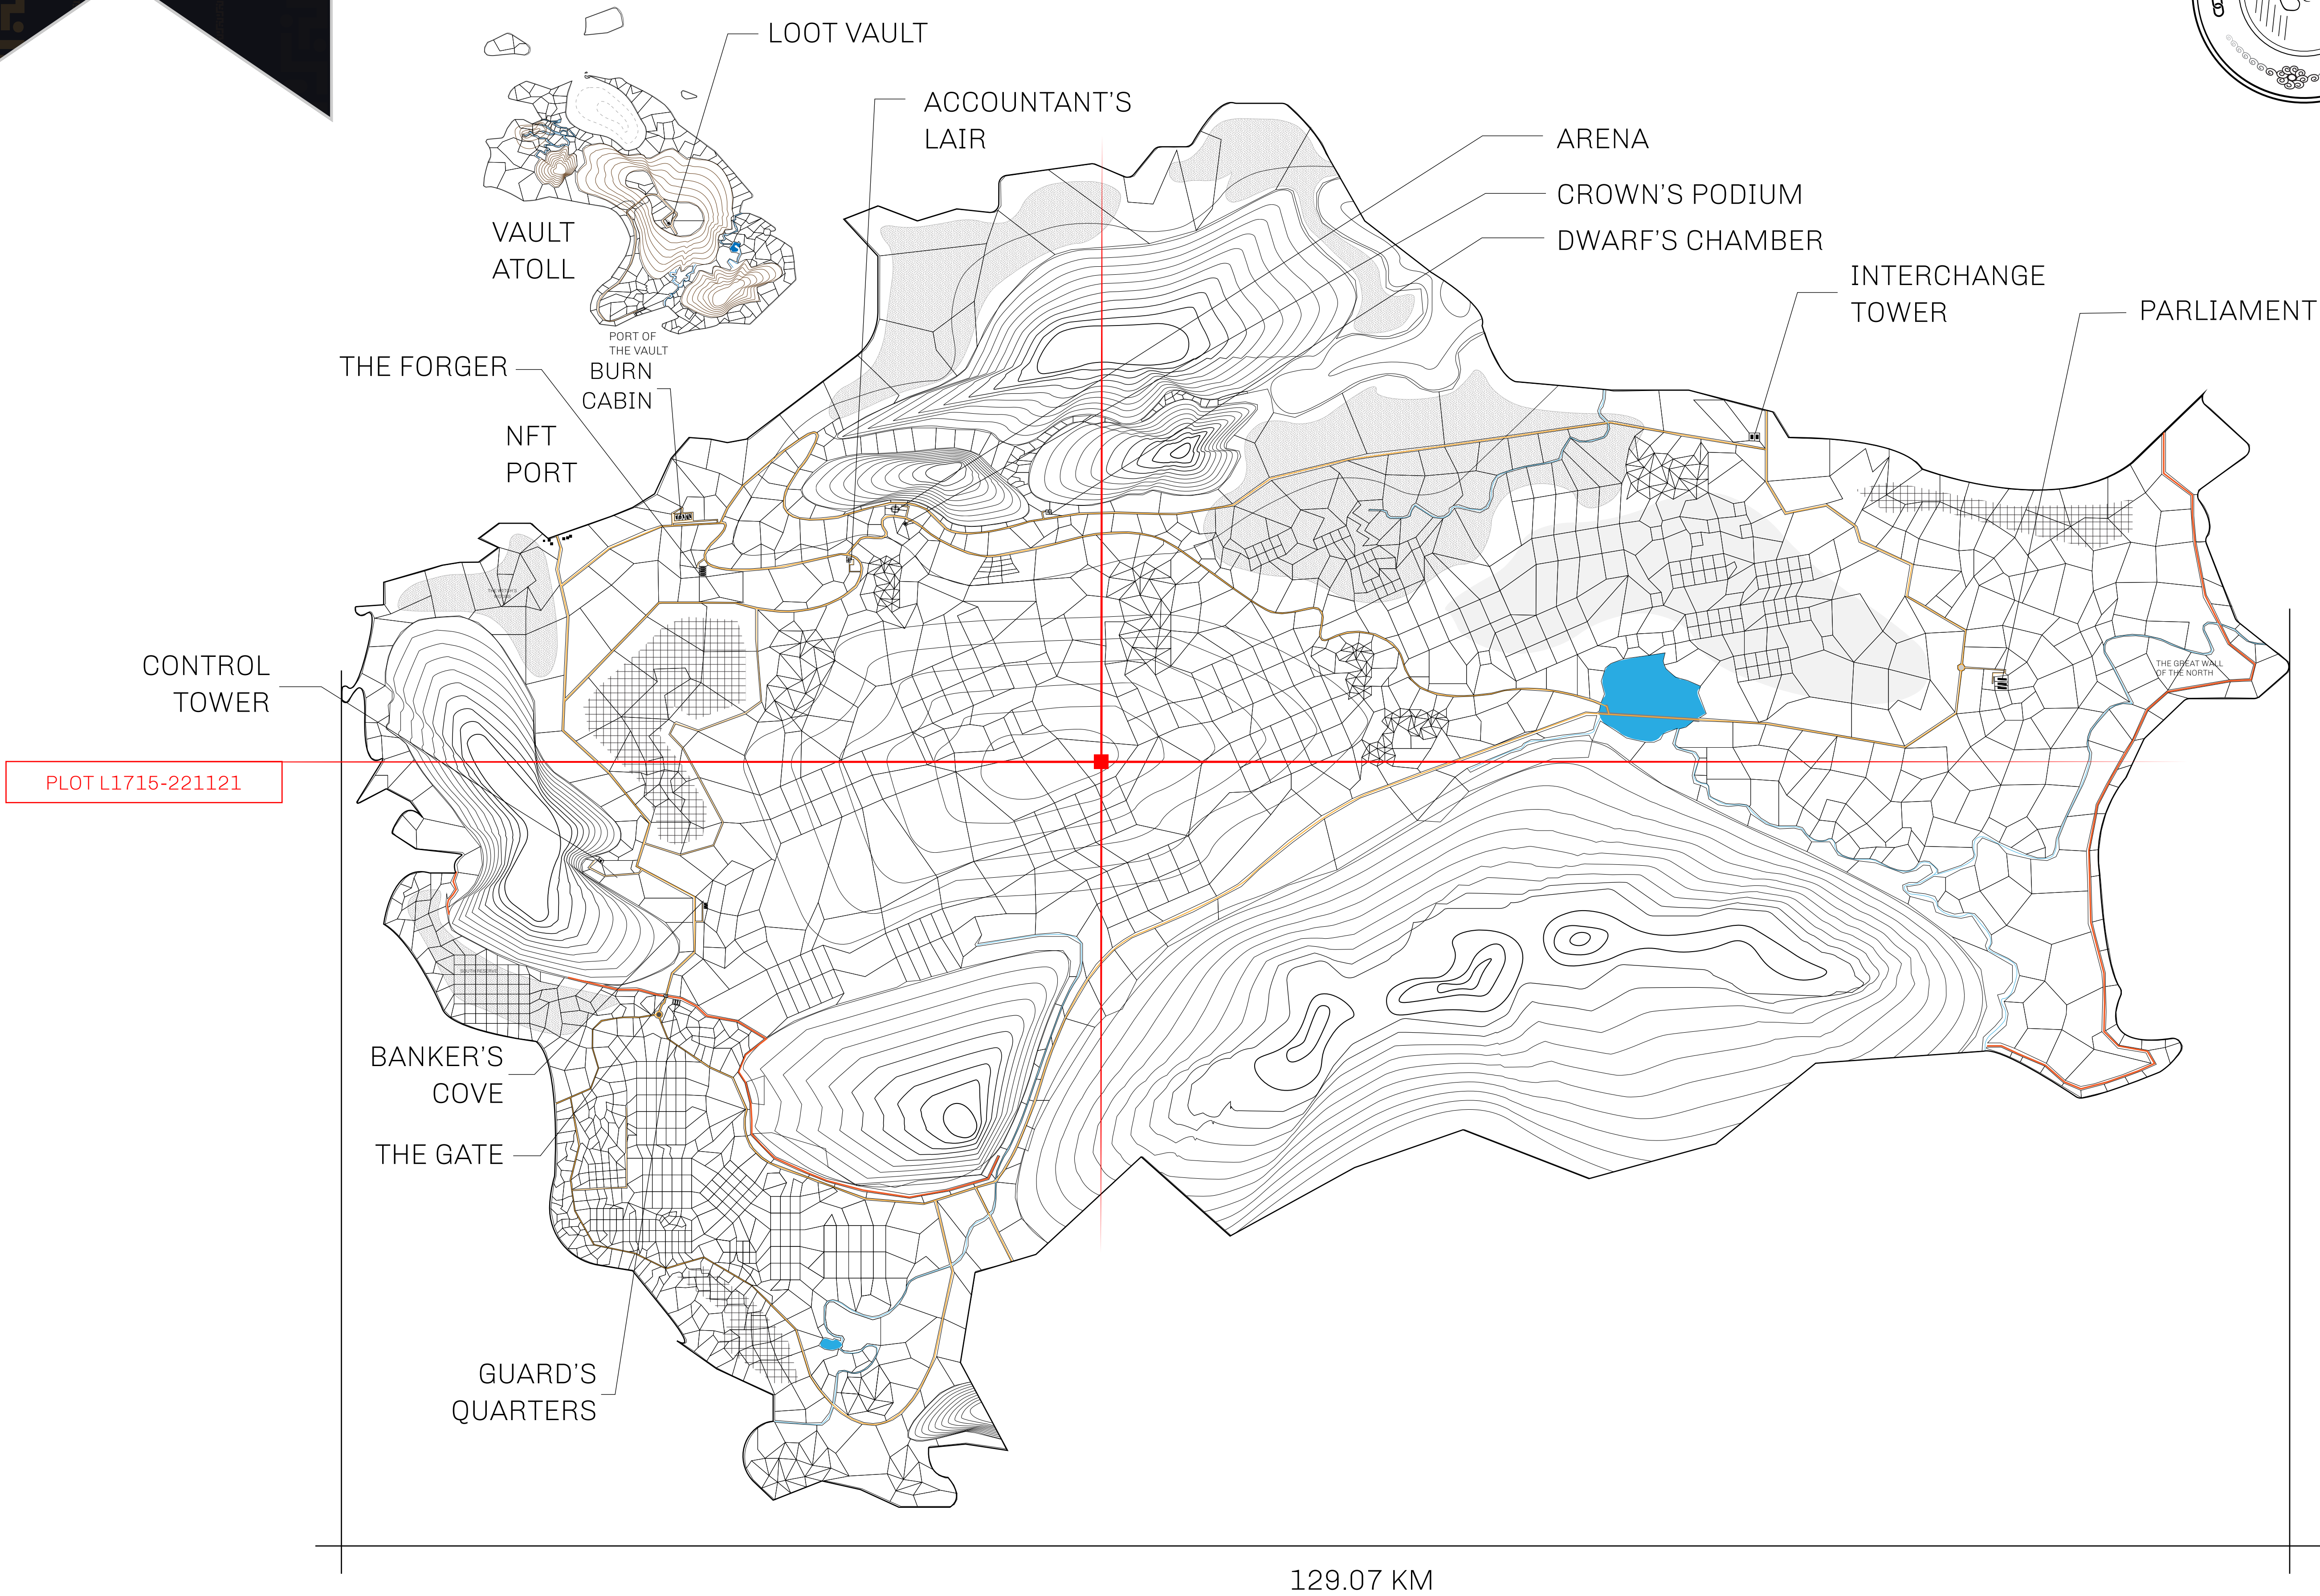 LOOT VAULT
ACCOUNTANT'S
LAIR
ARENA
CROWN'S PODIUM
DWARF'S CHAMBER
INTERCHANGE
TOWER
PARLIAMENT
VAULT
ATOLL
PORT OF
THE VAULT
THE FORGER
BURN
CABIN
NFT
PORT
CONTROL
TOWER
THE GREAT WALL
OF THE NORTH
PLOT L1715-221121
SOUTH RESERVE
BANKER'S
COVE
THE GATE
GUARD'S
QUARTERS
129.07 KM